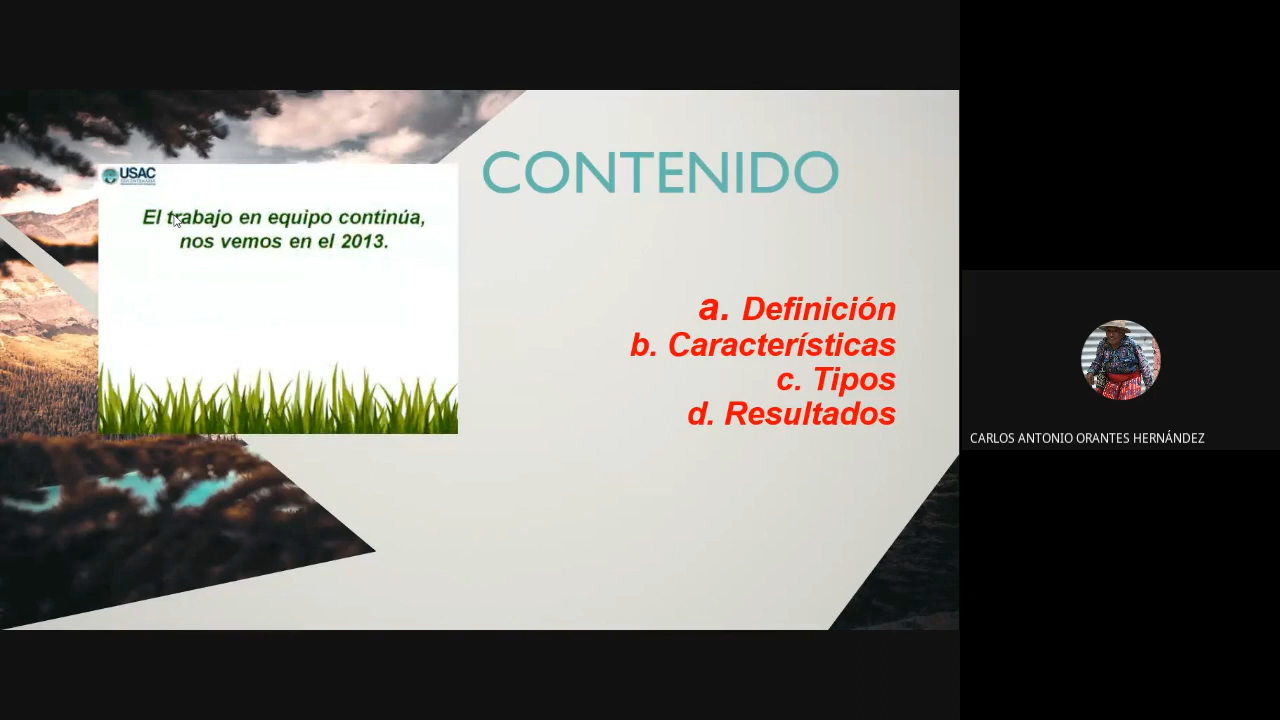 USAC
El trabajo en equipo continúa,
nos vemos en el 2013.
CONTENIDO
a. Definición
b. Características
c. Tipos
d. Resultados
CARLOS ANTONIO ORANTES HERNÁNDEZ